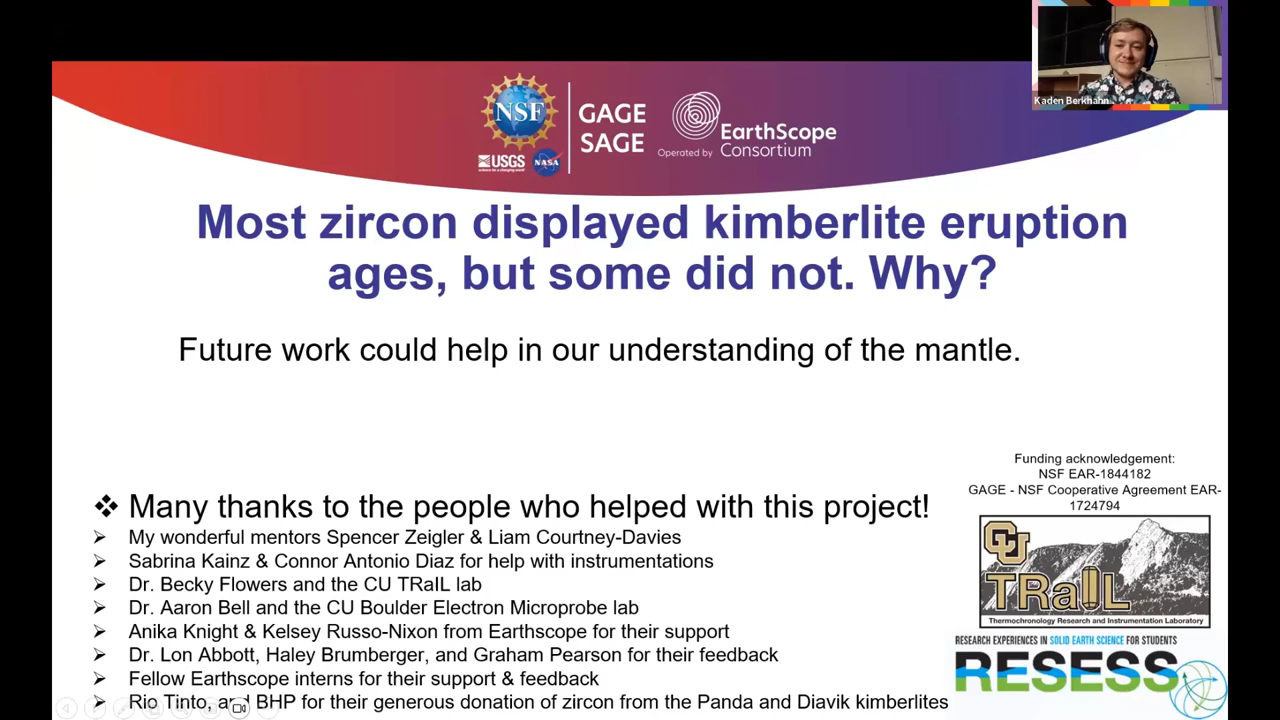 Kaden Berkhahn
NSF
GAGE
SAGE
USGS
science for a changing world
NASA
Operated by
EarthScope
Consortium
Most zircon displayed kimberlite eruption
ages, but some did not. Why?
Future work could help in our understanding of the mantle.
Many thanks to the people who helped with this project!
My wonderful mentors Spencer Zeigler & Liam Courtney-Davies
Sabrina Kainz & Connor Antonio Diaz for help with instrumentations
Dr. Becky Flowers and the CU TRaIL lab
Dr. Aaron Bell and the CU Boulder Electron Microprobe lab
Anika Knight & Kelsey Russo-Nixon from Earthscope for their support
Dr. Lon Abbott, Haley Brumberger, and Graham Pearson for their feedback
Fellow Earthscope interns for their support & feedback
Rio Tinto, and BHP for their generous donation of zircon from the Panda and Diavik kimberlites
Funding acknowledgement:
NSF EAR-1844182
GAGE - NSF Cooperative Agreement EAR-
1724794
CU
TRaIL
Thermochronology Research and Instrumentation Laboratory
RESEARCH EXPERIENCES IN SOLID EARTH SCIENCE FOR STUDENTS
RESESS